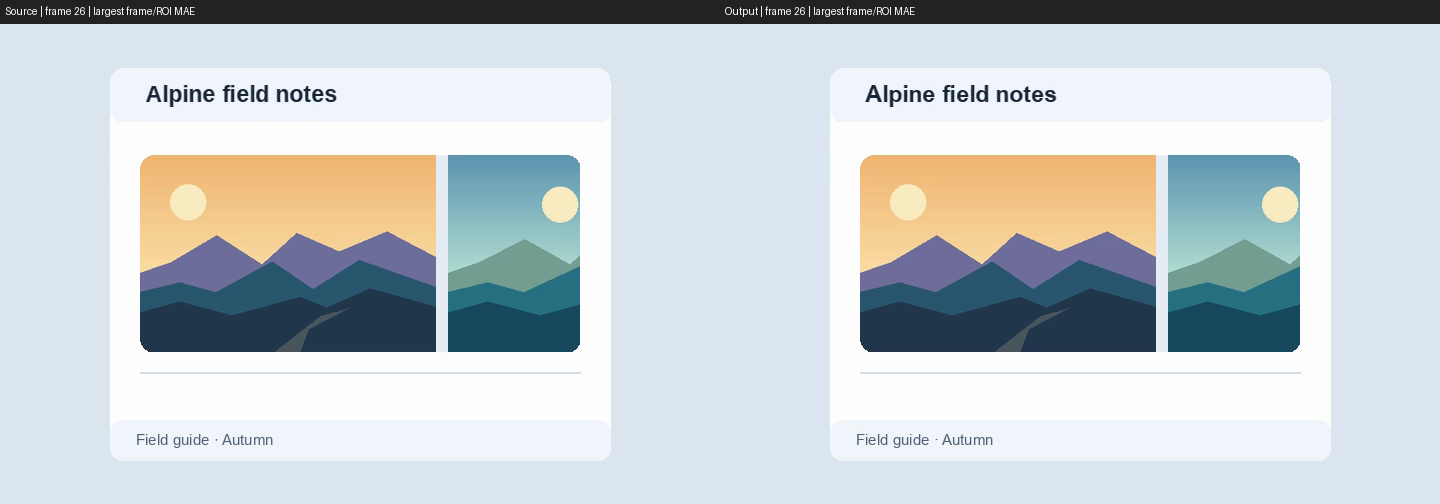 Source | frame 26 | largest frame/ROI MAE
Output | frame 26 | largest frame/ROI MAE
Alpine field notes
Alpine field notes
Field guide · Autumn
Field guide · Autumn